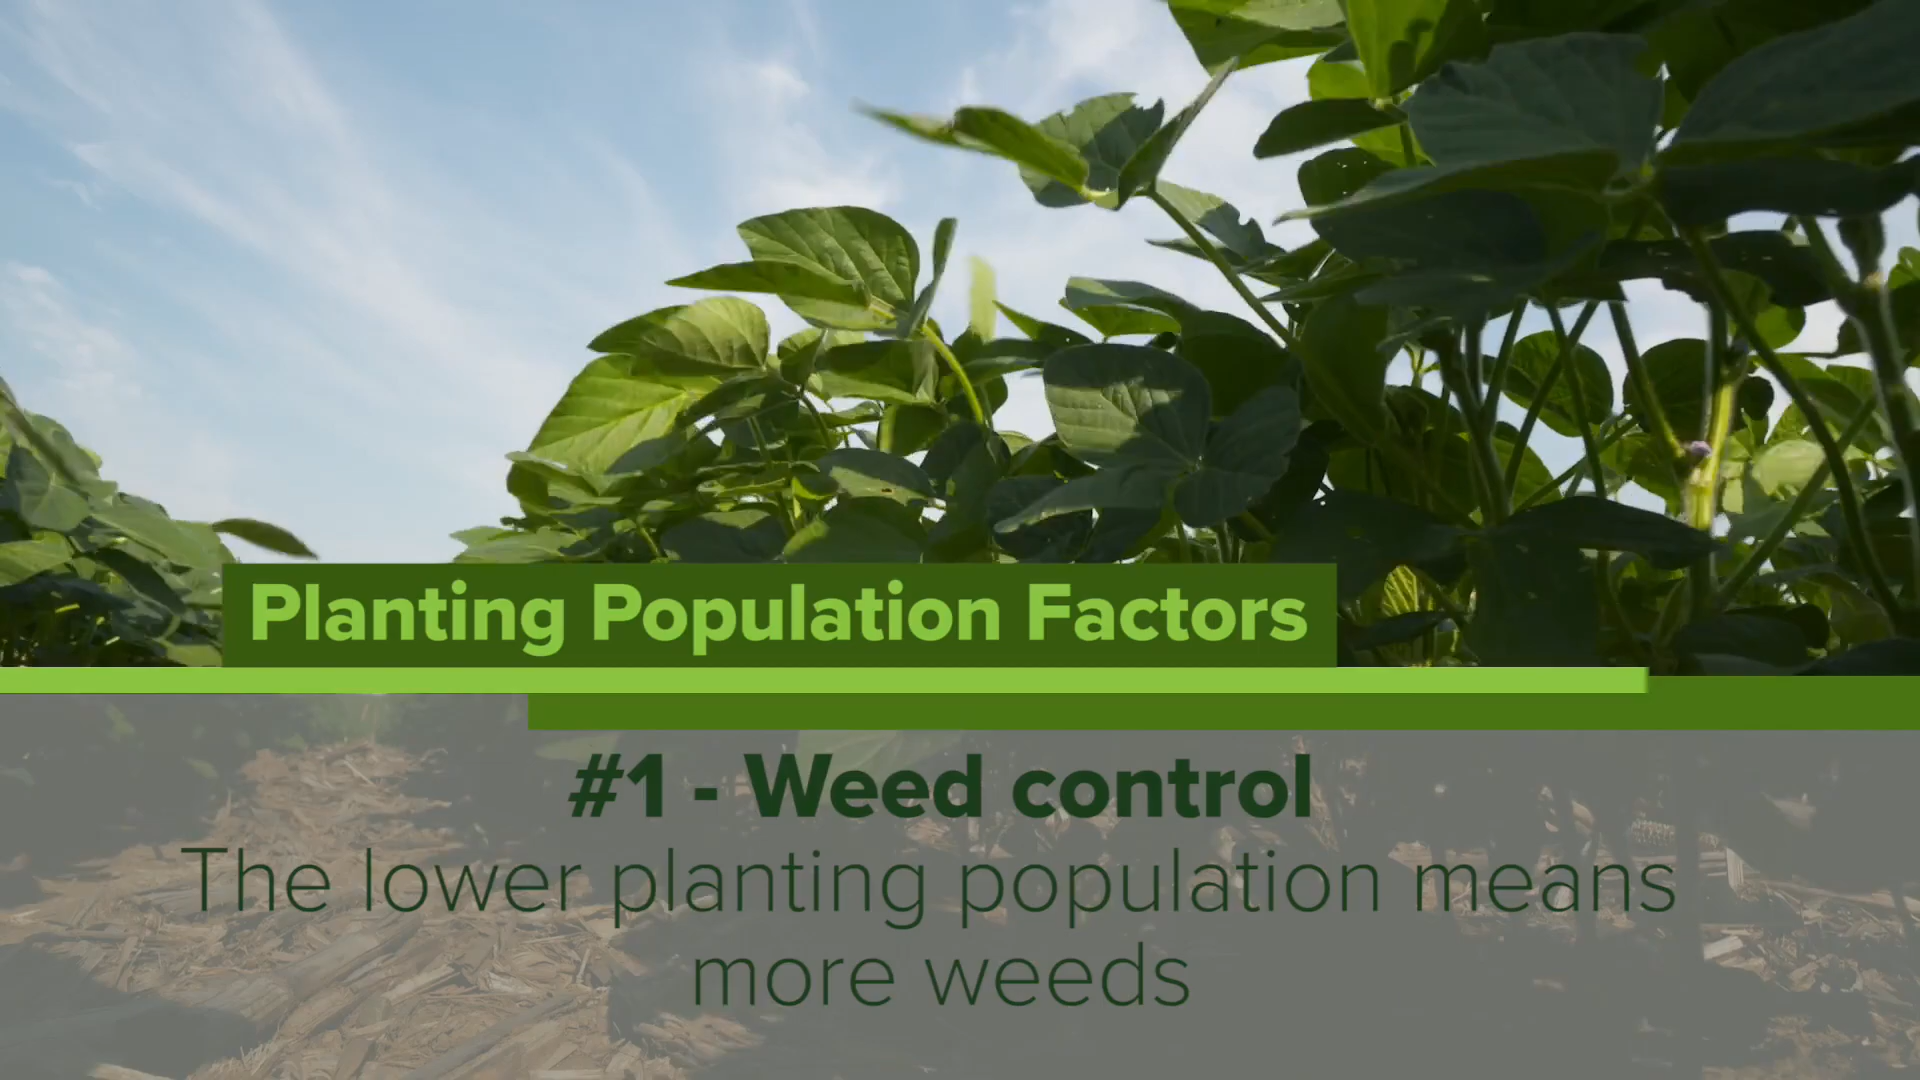 Planting Population Factors
#1 - Weed control
The lower planting population means
more weeds